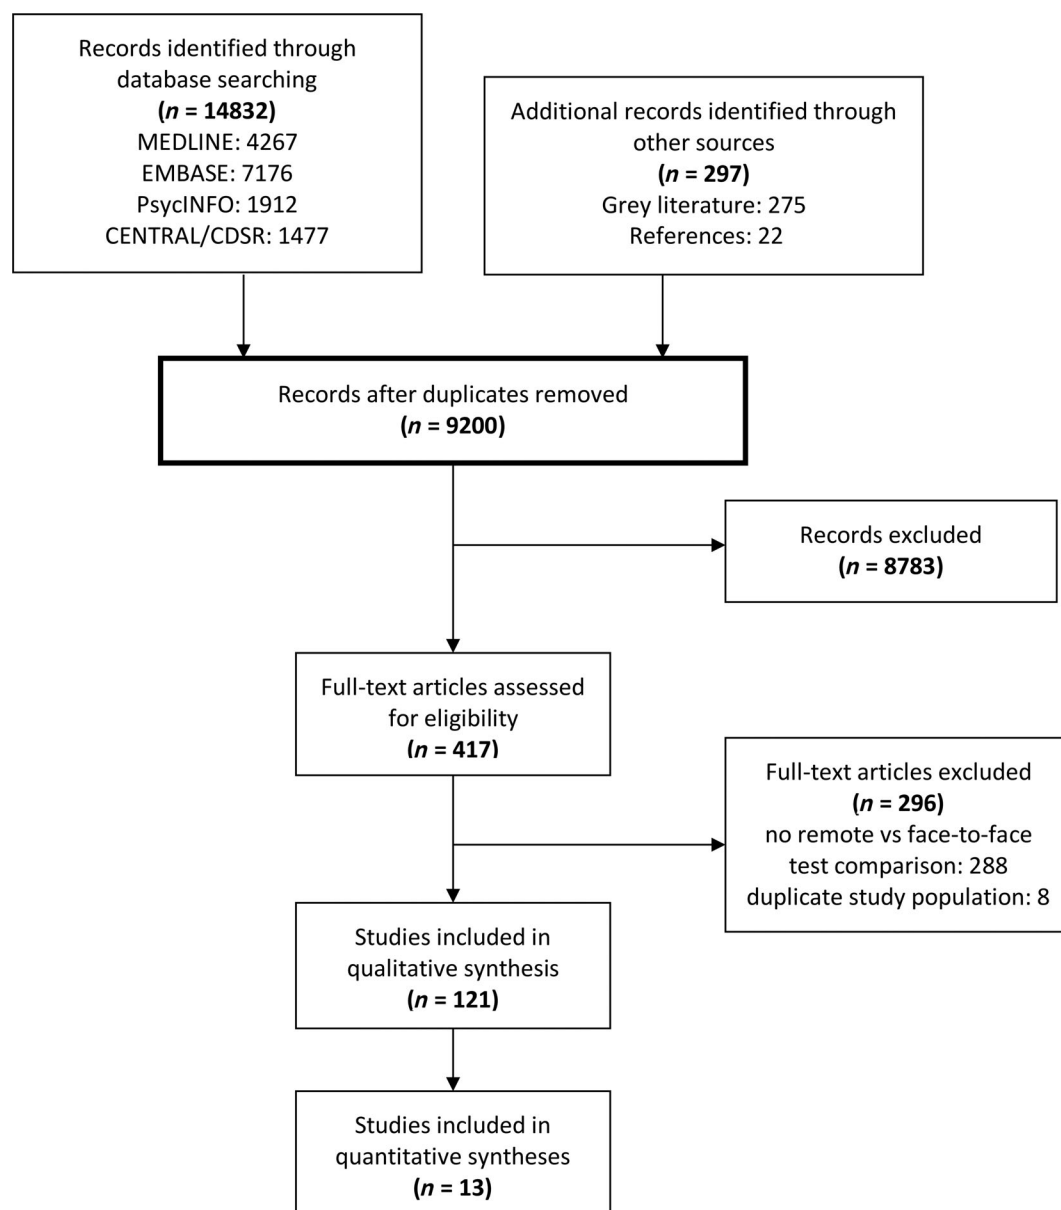 Records identified through
database searching
(n = 14832)
MEDLINE: 4267
EMBASE: 7176
PsycINFO: 1912
CENTRAL/CDSR: 1477
Additional records identified through
other sources
(n = 297)
Grey literature: 275
References: 22
Records after duplicates removed
(n = 9200)
Records excluded
(n = 8783)
Full-text articles assessed
for eligibility
(n = 417)
Full-text articles excluded
(n = 296)
no remote vs face-to-face
test comparison: 288
duplicate study population: 8
Studies included in
qualitative synthesis
(n = 121)
Studies included in
quantitative syntheses
(n = 13)